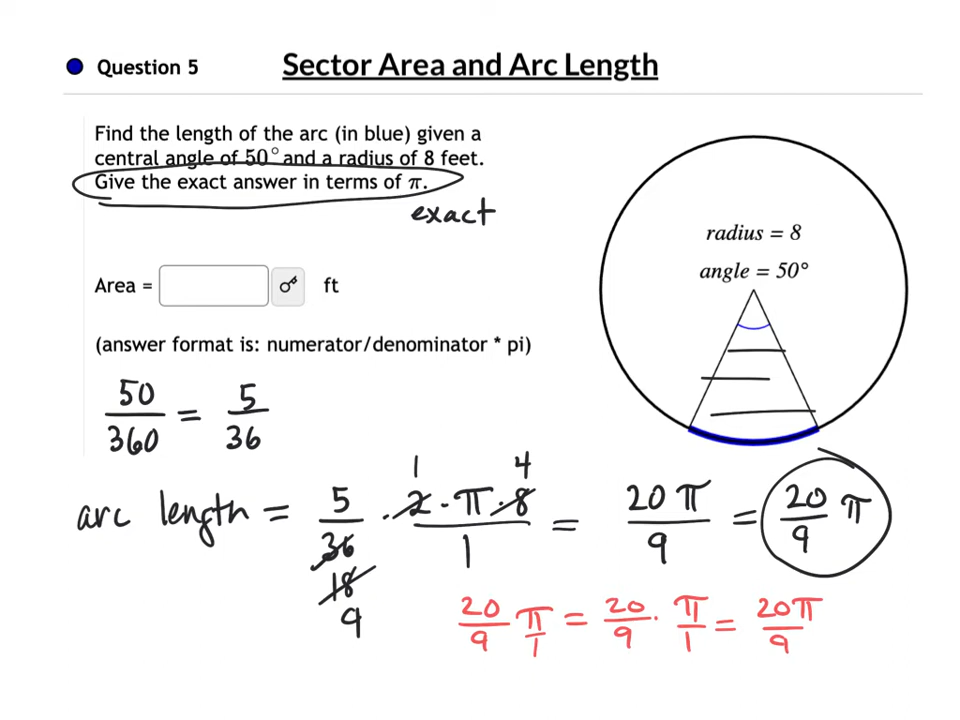 Question 5
Sector Area and Arc Length
Find the length of the arc (in blue) given a
central angle of 50° and a radius of 8 feet.
Give the exact answer in terms of π.
exact
radius = 8
angle = 50°
Area = ft
(answer format is: numerator/denominator * pi)
50/360 = 5/36
1 4
arc length = 5/36 · 2 · π · 8/1 = 20π/9 = 20/9 π
18
9
20/9 π/1 = 20/9 · π/1 = 20π/9